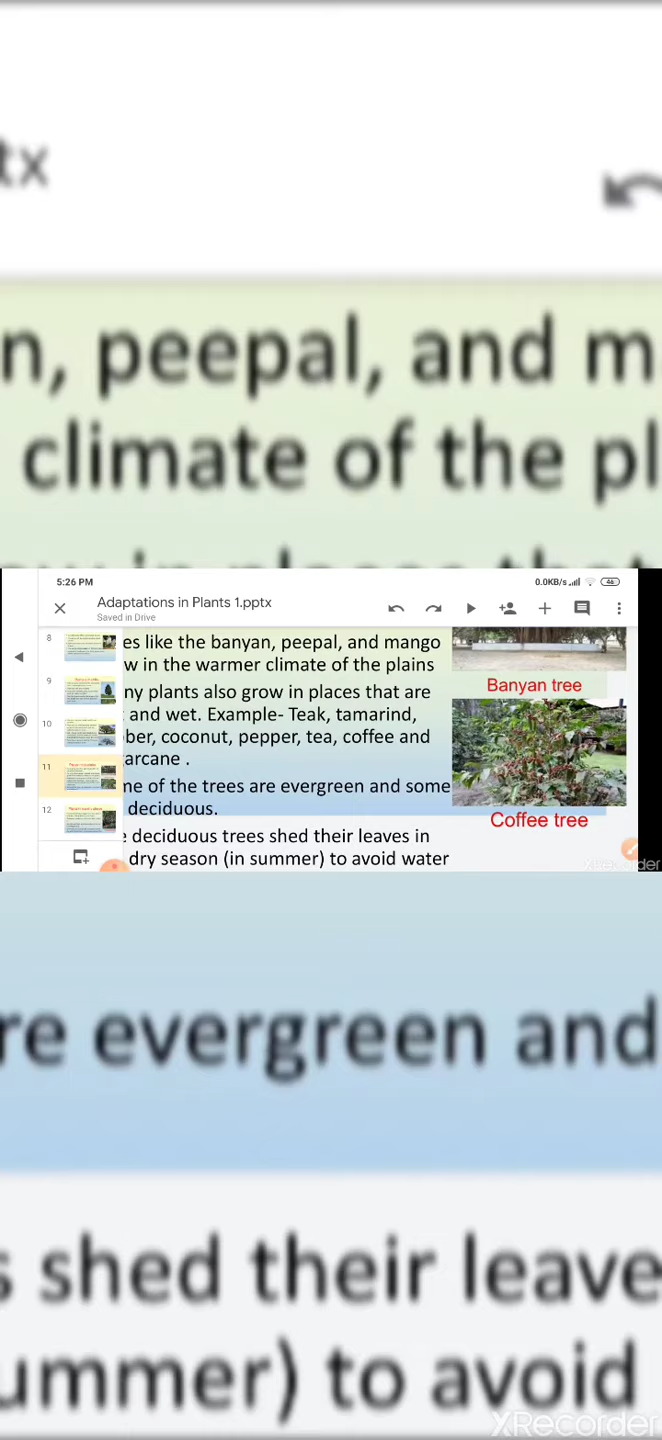 tx
n, peepal, and m
climate of the pl
5:26 PM
0.0KB/s
46
Adaptations in Plants 1.pptx
Saved in Drive
8
es like the banyan, peepal, and mango
w in the warmer climate of the plains
9
ny plants also grow in places that are
and wet. Example- Teak, tamarind,
10
ber, coconut, pepper, tea, coffee and
arcane .
11
me of the trees are evergreen and some
deciduous.
12
e deciduous trees shed their leaves in
dry season (in summer) to avoid water
Banyan tree
Coffee tree
XRecorder
re evergreen and
s shed their leave
ummer) to avoid
XRecorder